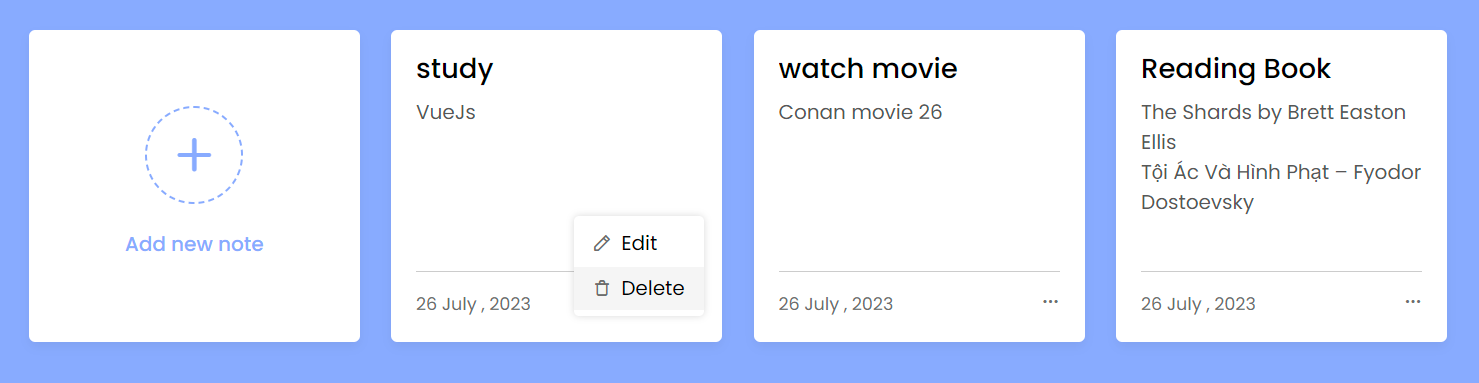 Add new note
study
VueJs
Edit
Delete
26 July , 2023
watch movie
Conan movie 26
26 July , 2023
Reading Book
The Shards by Brett Easton
Ellis
Tội Ác Và Hình Phạt – Fyodor
Dostoevsky
26 July , 2023